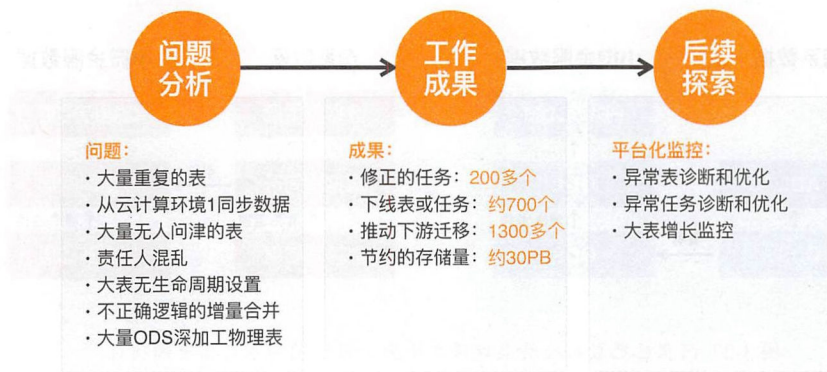 问题
分析
工作
成果
后续
探索
问题：
· 大量重复的表
· 从云计算环境1同步数据
· 大量无人问津的表
· 责任人混乱
· 大表无生命周期设置
· 不正确逻辑的增量合并
· 大量ODS深加工物理表
成果：
· 修正的任务：200多个
· 下线表或任务：约700个
· 推动下游迁移：1300多个
· 节约的存储量：约30PB
平台化监控：
· 异常表诊断和优化
· 异常任务诊断和优化
· 大表增长监控